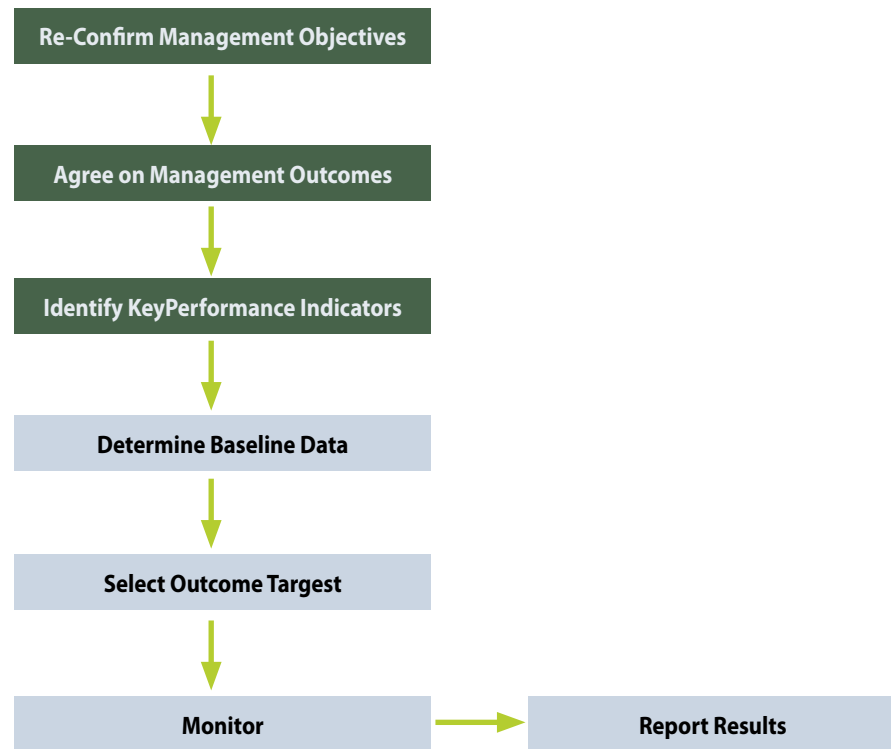 Re-Confirm Management Objectives
Agree on Management Outcomes
Identify KeyPerformance Indicators
Determine Baseline Data
Select Outcome Targest
Monitor
Report Results